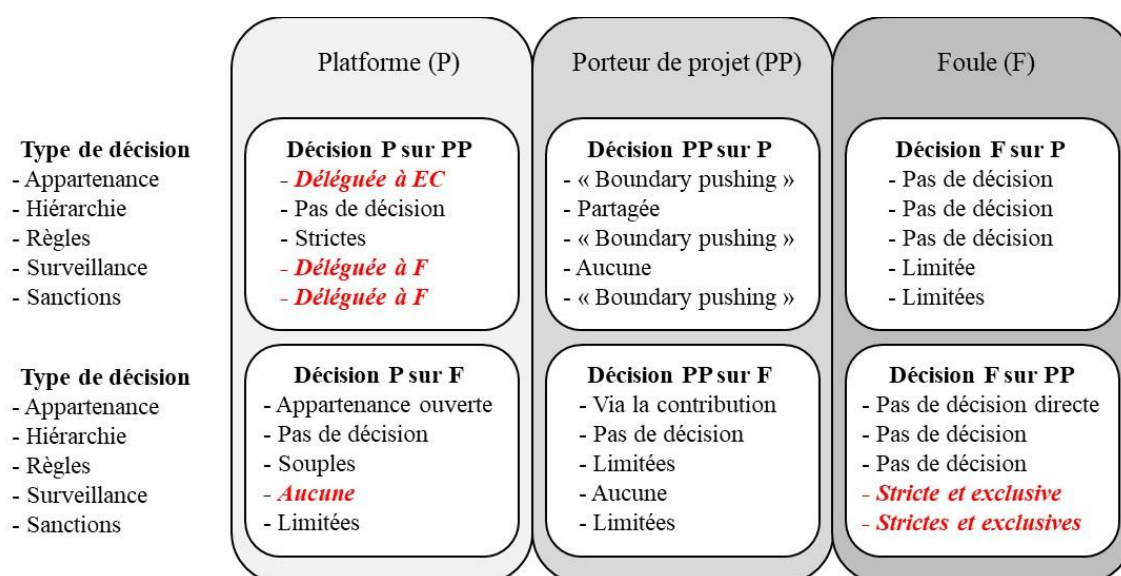 Platforme (P)
Porteur de projet (PP)
Foule (F)
Type de décision
- Appartenance
- Hiérarchie
- Règles
- Surveillance
- Sanctions
Décision P sur PP
- Déléguée à EC
- Pas de décision
- Strictes
- Déléguée à F
- Déléguée à F
Décision PP sur P
- « Boundary pushing »
- Partagée
- « Boundary pushing »
- Aucune
- « Boundary pushing »
Décision F sur P
- Pas de décision
- Pas de décision
- Pas de décision
- Limitée
- Limitées
Type de décision
- Appartenance
- Hiérarchie
- Règles
- Surveillance
- Sanctions
Décision P sur F
- Appartenance ouverte
- Pas de décision
- Souples
- Aucune
- Limitées
Décision PP sur F
- Via la contribution
- Pas de décision
- Limitées
- Aucune
- Limitées
Décision F sur PP
- Pas de décision directe
- Pas de décision
- Pas de décision
- Stricte et exclusive
- Strictes et exclusives